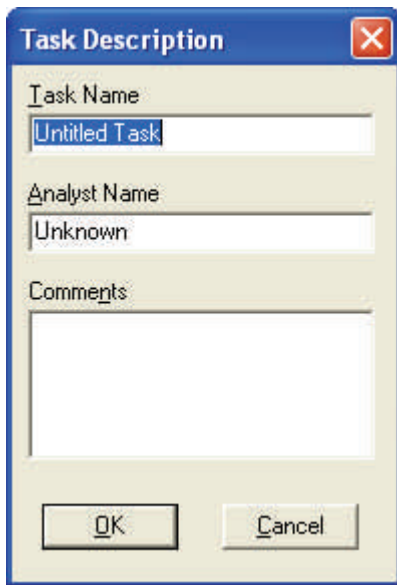 Task Description
Task Name
Untitled Task
Analyst Name
Unknown
Comments
OK
Cancel